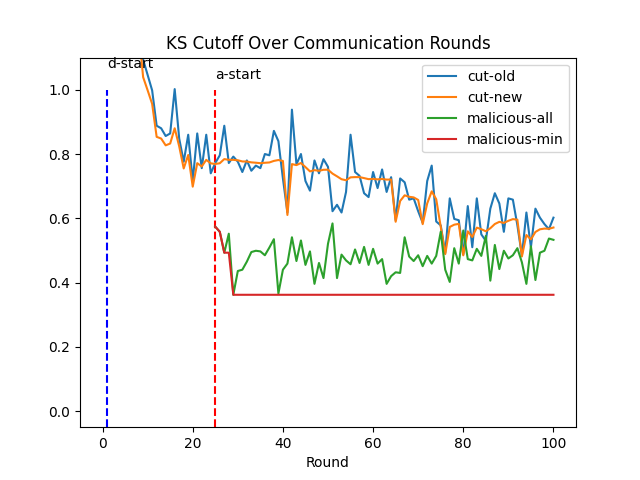 KS Cutoff Over Communication Rounds
d-start
a-start
cut-old
cut-new
malicious-all
malicious-min
1.0
0.8
0.6
0.4
0.2
0.0
0
20
40
60
80
100
Round